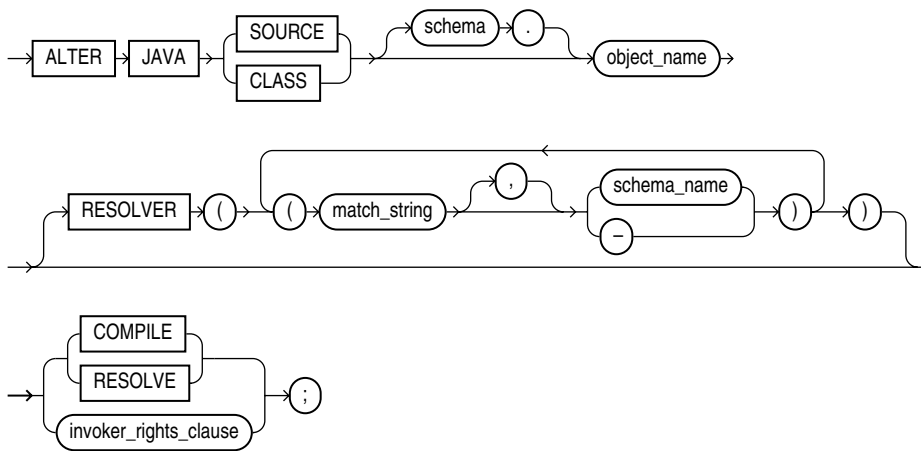 ALTER JAVA SOURCE CLASS schema . object_name
RESOLVER ( ( match_string , schema_name - ) )
COMPILE RESOLVE invoker_rights_clause ;